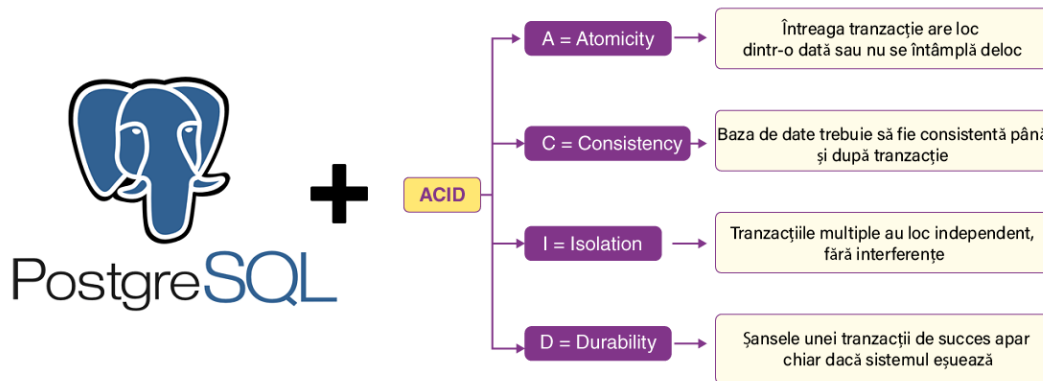 PostgreSQL
ACID
A = Atomicity
Întreaga tranzacție are loc
dintr-o dată sau nu se întâmplă deloc
C = Consistency
Baza de date trebuie să fie consistentă până
și după tranzacție
I = Isolation
Tranzacțiile multiple au loc independent,
fără interferențe
D = Durability
Șansele unei tranzacții de succes apar
chiar dacă sistemul eșuează